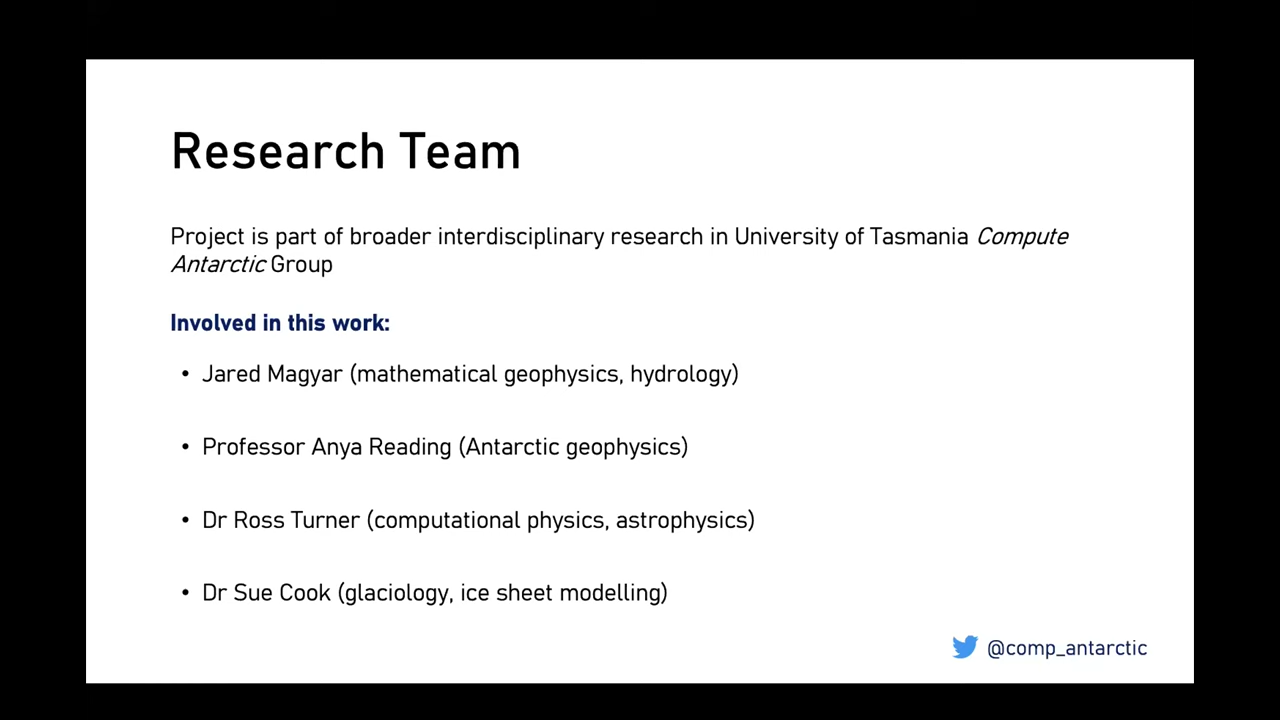 Research Team
Project is part of broader interdisciplinary research in University of Tasmania Compute
Antarctic Group
Involved in this work:
• Jared Magyar (mathematical geophysics, hydrology)
• Professor Anya Reading (Antarctic geophysics)
• Dr Ross Turner (computational physics, astrophysics)
• Dr Sue Cook (glaciology, ice sheet modelling)
@comp_antarctic